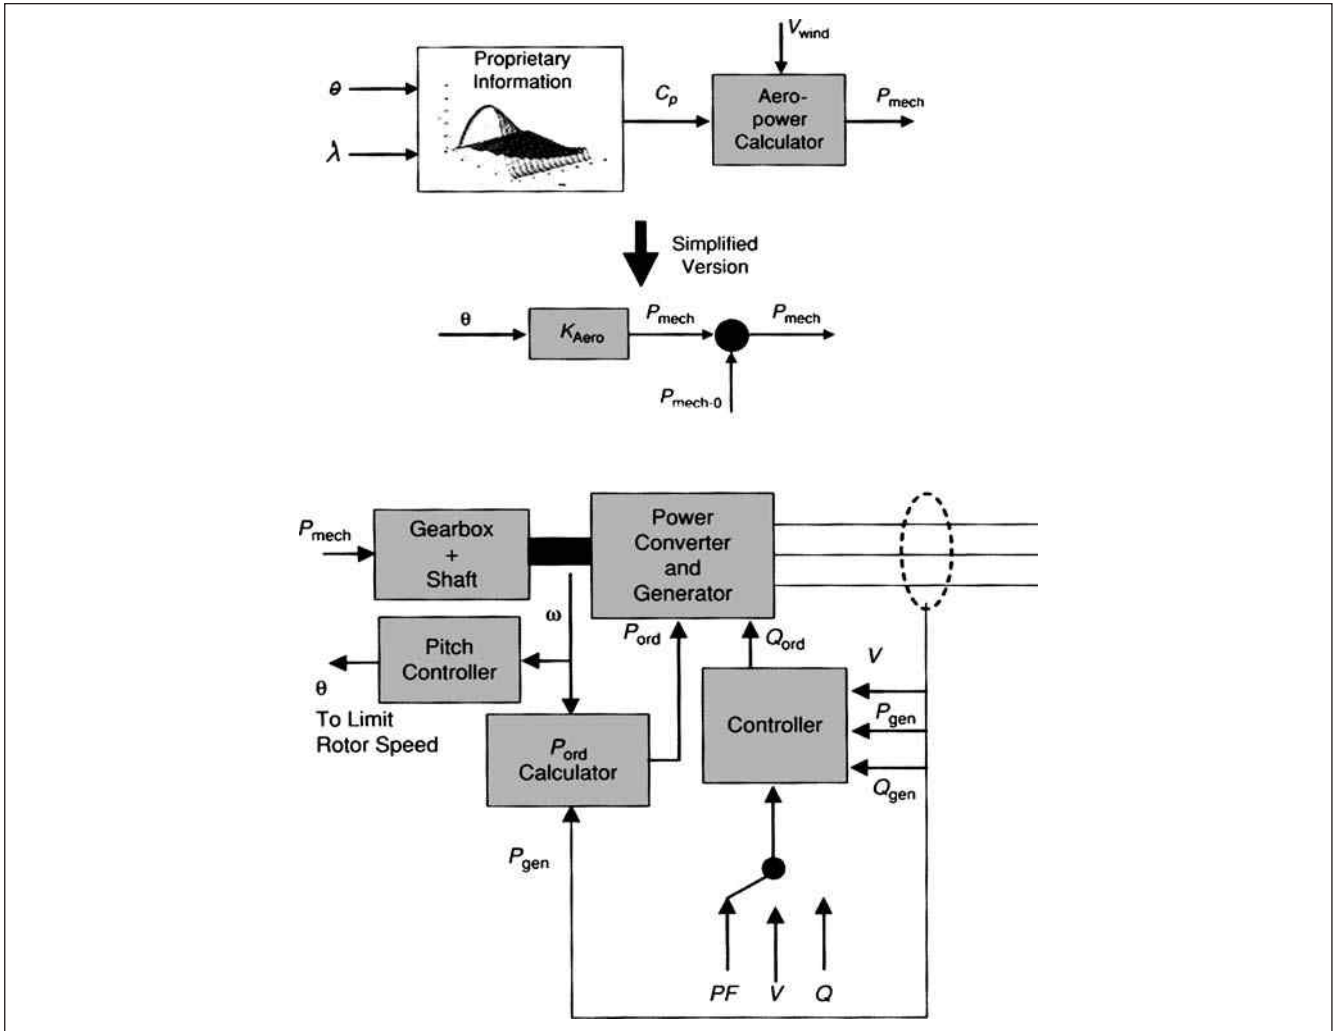 V_wind
Proprietary
Information
θ
λ
C_p
Aero-
power
Calculator
P_mech
Simplified
Version
θ
K_Aero
P_mech
P_mech
P_mech-0
P_mech
Gearbox
+
Shaft
Power
Converter
and
Generator
ω
P_ord
Q_ord
Pitch
Controller
θ
To Limit
Rotor Speed
V
P_gen
Q_gen
Controller
P_ord
Calculator
P_gen
PF V Q